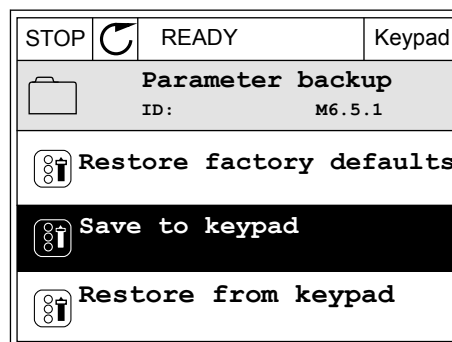 STOP READY Keypad
Parameter backup
ID: M6.5.1
Restore factory defaults
Save to keypad
Restore from keypad